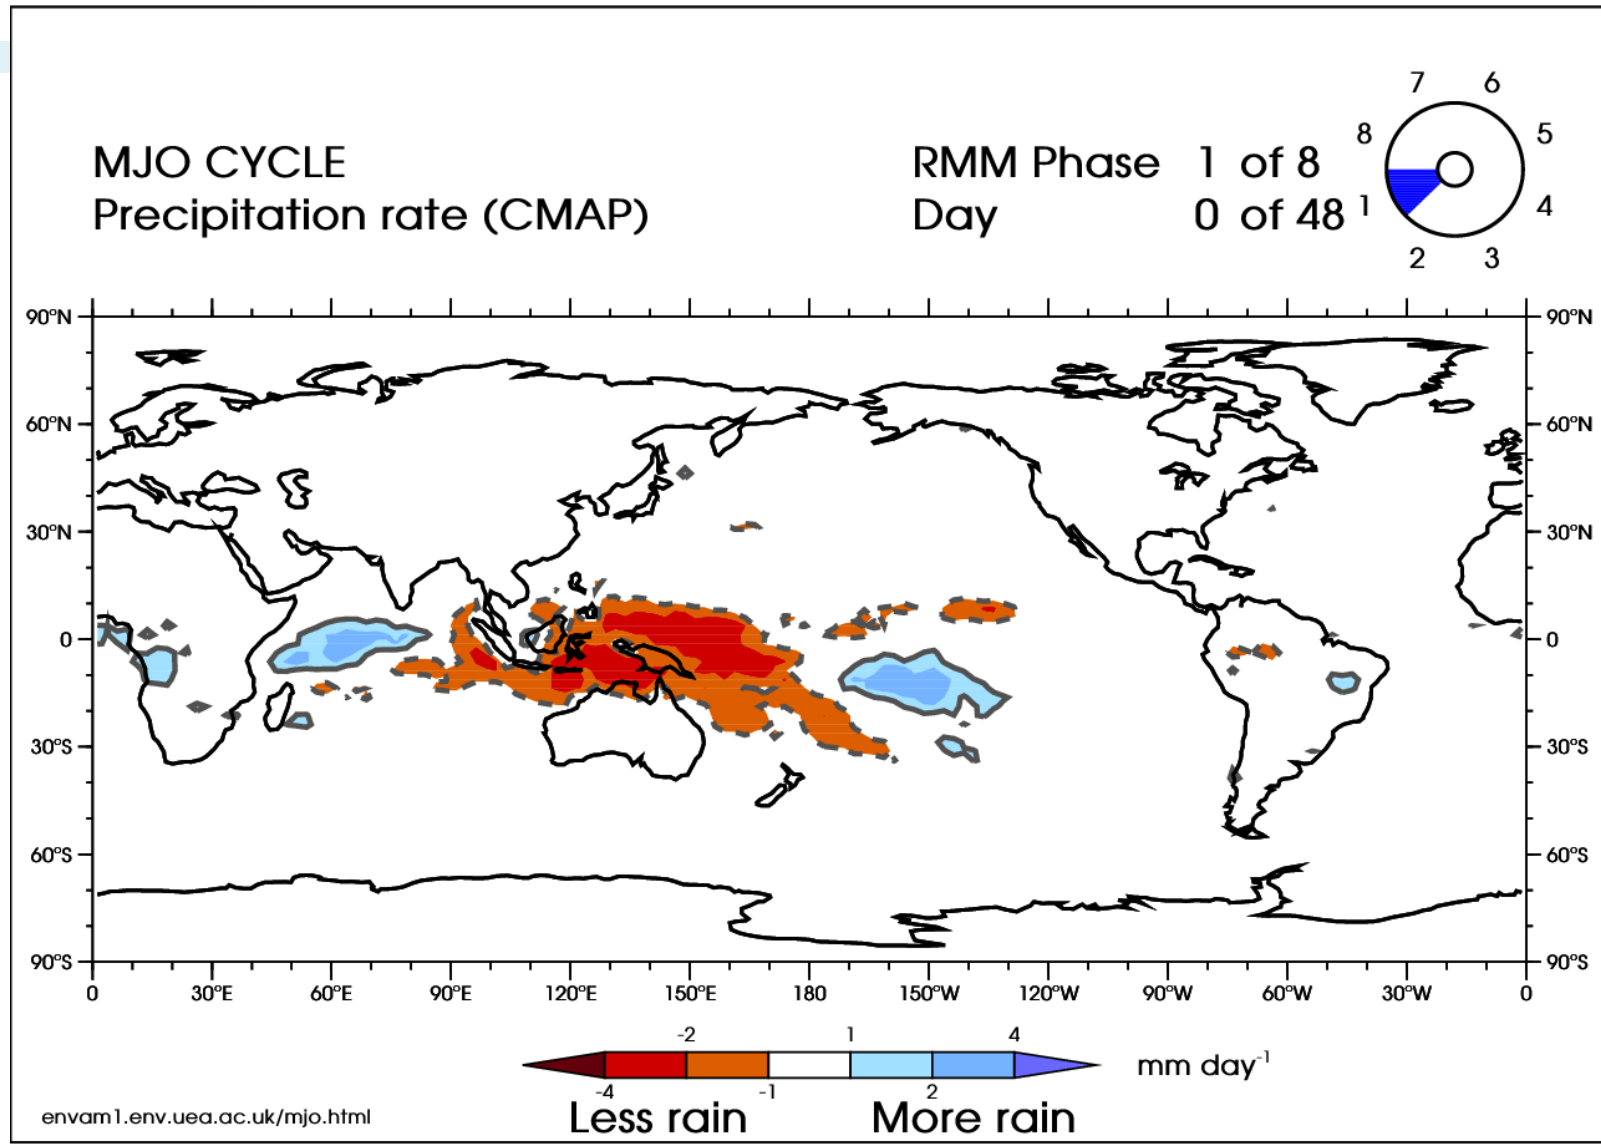 7 6
MJO CYCLE RMM Phase 1 of 8 8 5
Precipitation rate (CMAP) Day 0 of 48 1 4
2 3
90°N 90°N
60°N 60°N
30°N 30°N
0 0
30°S 30°S
60°S 60°S
90°S 90°S
0 30°E 60°E 90°E 120°E 150°E 180 150°W 120°W 90°W 60°W 30°W 0
-2 1 4
mm day⁻¹
-4 -1 2
envam1.env.uea.ac.uk/mjo.html Less rain More rain